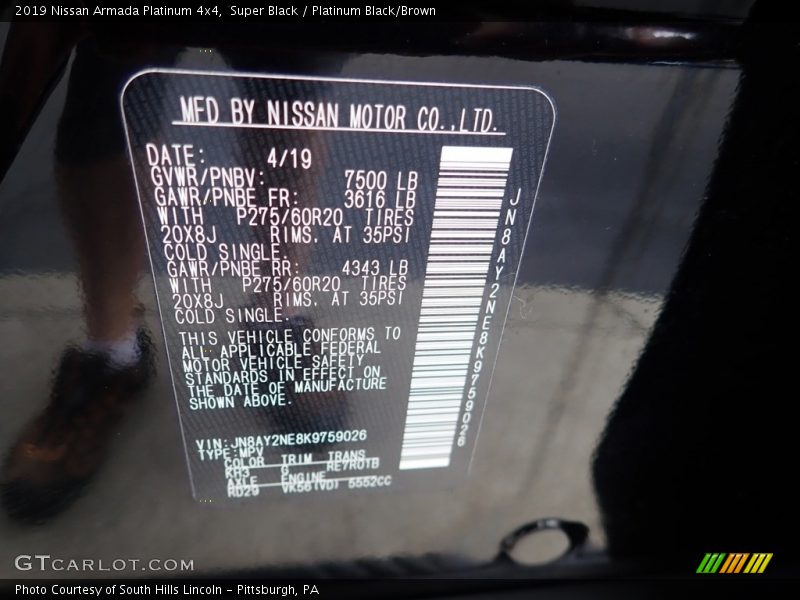 2019 Nissan Armada Platinum 4x4, Super Black / Platinum Black/Brown
MFD BY NISSAN MOTOR CO.,LTD.
DATE: 4/19
GVWR/PNBV: 7500 LB
GAWR/PNBE FR: 3616 LB
WITH P275/60R20 TIRES
20X8J RIMS. AT 35PSI
COLD SINGLE.
GAWR/PNBE RR: 4343 LB
WITH P275/60R20 TIRES
20X8J RIMS. AT 35PSI
COLD SINGLE.
THIS VEHICLE CONFORMS TO
ALL APPLICABLE FEDERAL
MOTOR VEHICLE SAFETY
STANDARDS IN EFFECT ON
THE DATE OF MANUFACTURE
SHOWN ABOVE.
VIN:JN8AY2NE8K9759026
TYPE:MPV
COLOR TRIM TRANS
KH3 G RE7R01B
AXLE ENGINE
RD29 VK56(VD) 5552CC
JN8AY2NE8K9759026
GTCARLOT.COM
Photo Courtesy of South Hills Lincoln - Pittsburgh, PA